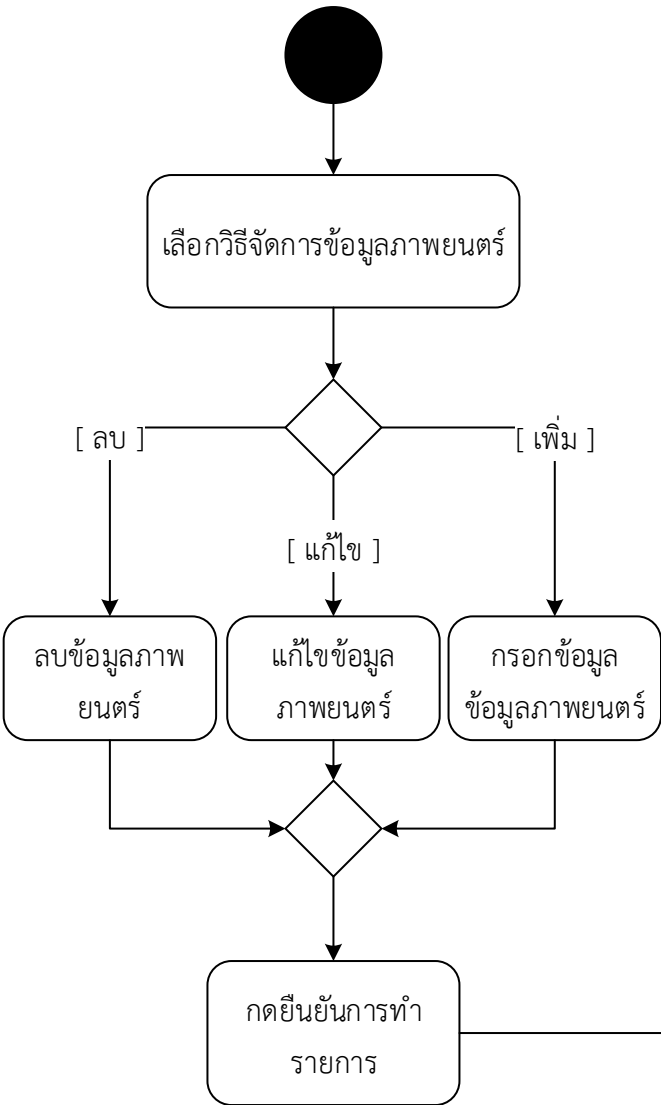 เลือกวิธีจัดการข้อมูลภาพยนตร์
[ ลบ ]
[ เพิ่ม ]
[ แก้ไข ]
ลบข้อมูลภาพ
ยนตร์
แก้ไขข้อมูล
ภาพยนตร์
กรอกข้อมูล
ข้อมูลภาพยนตร์
กดยืนยันการทำ
รายการ